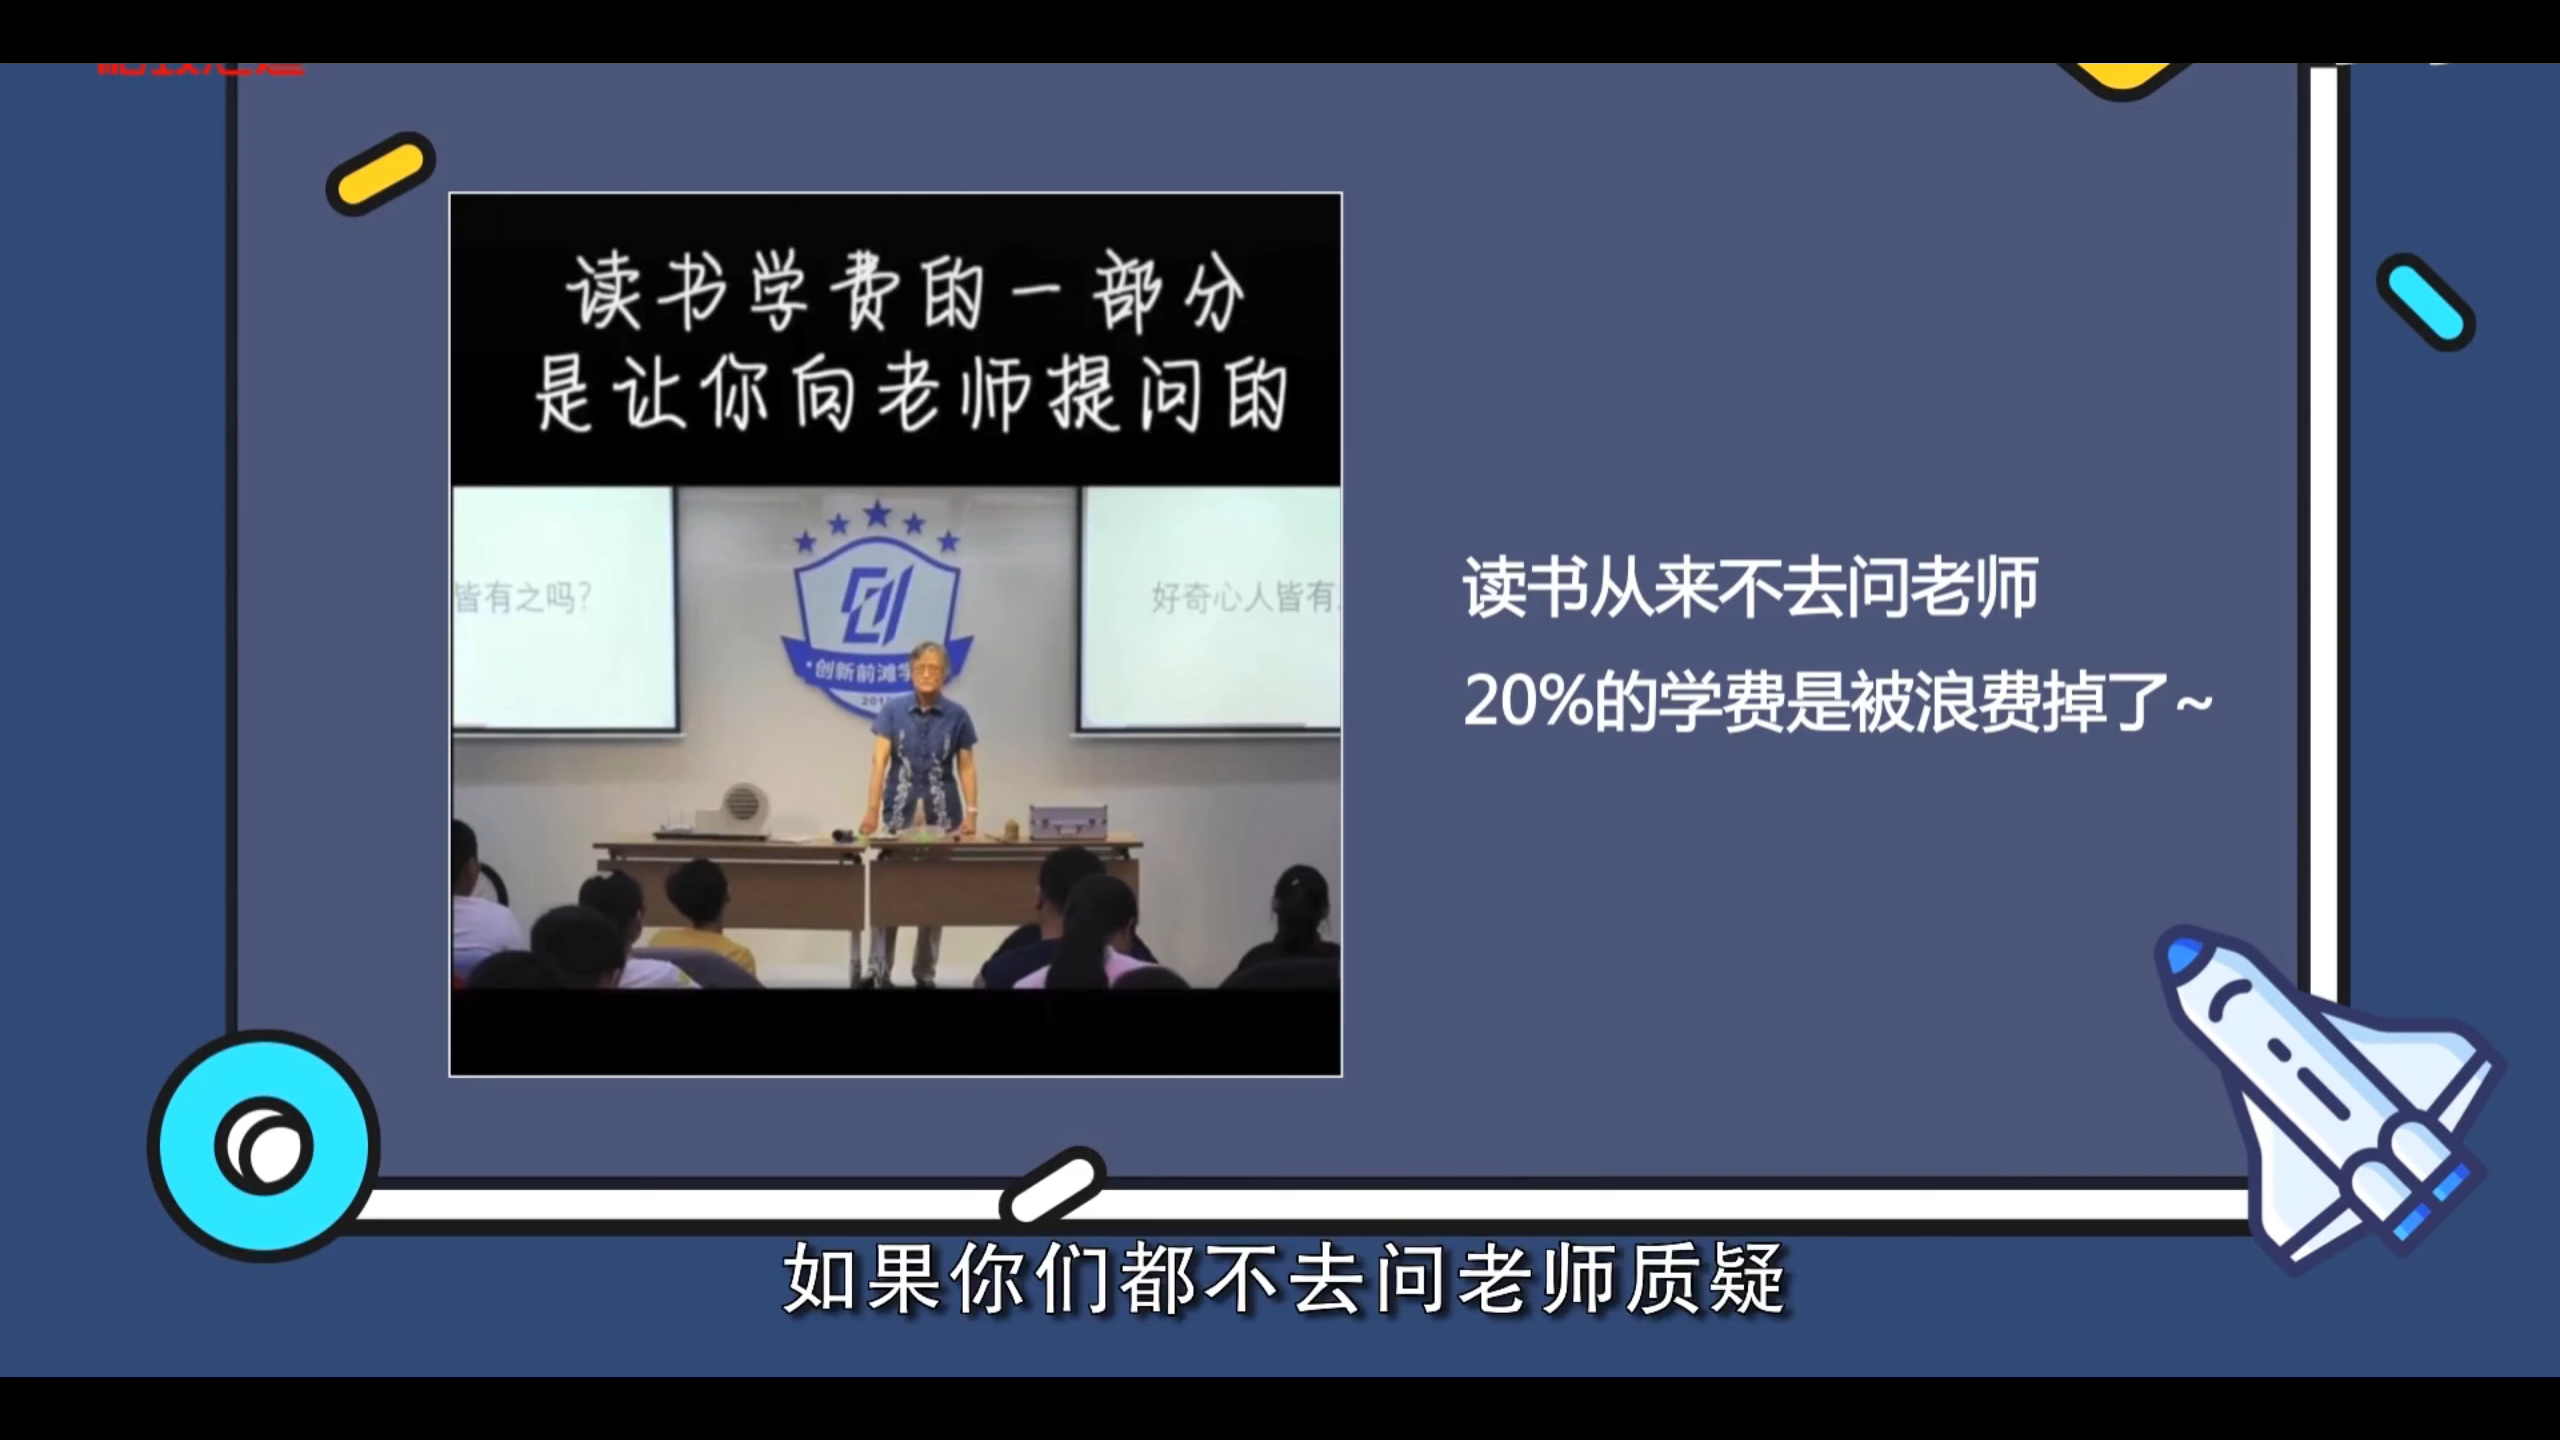 读书学费的一部分
是让你向老师提问的
皆有之吗?
好奇心人皆有
创新前滩学
201
读书从来不去问老师
20%的学费是被浪费掉了~
如果你们都不去问老师质疑